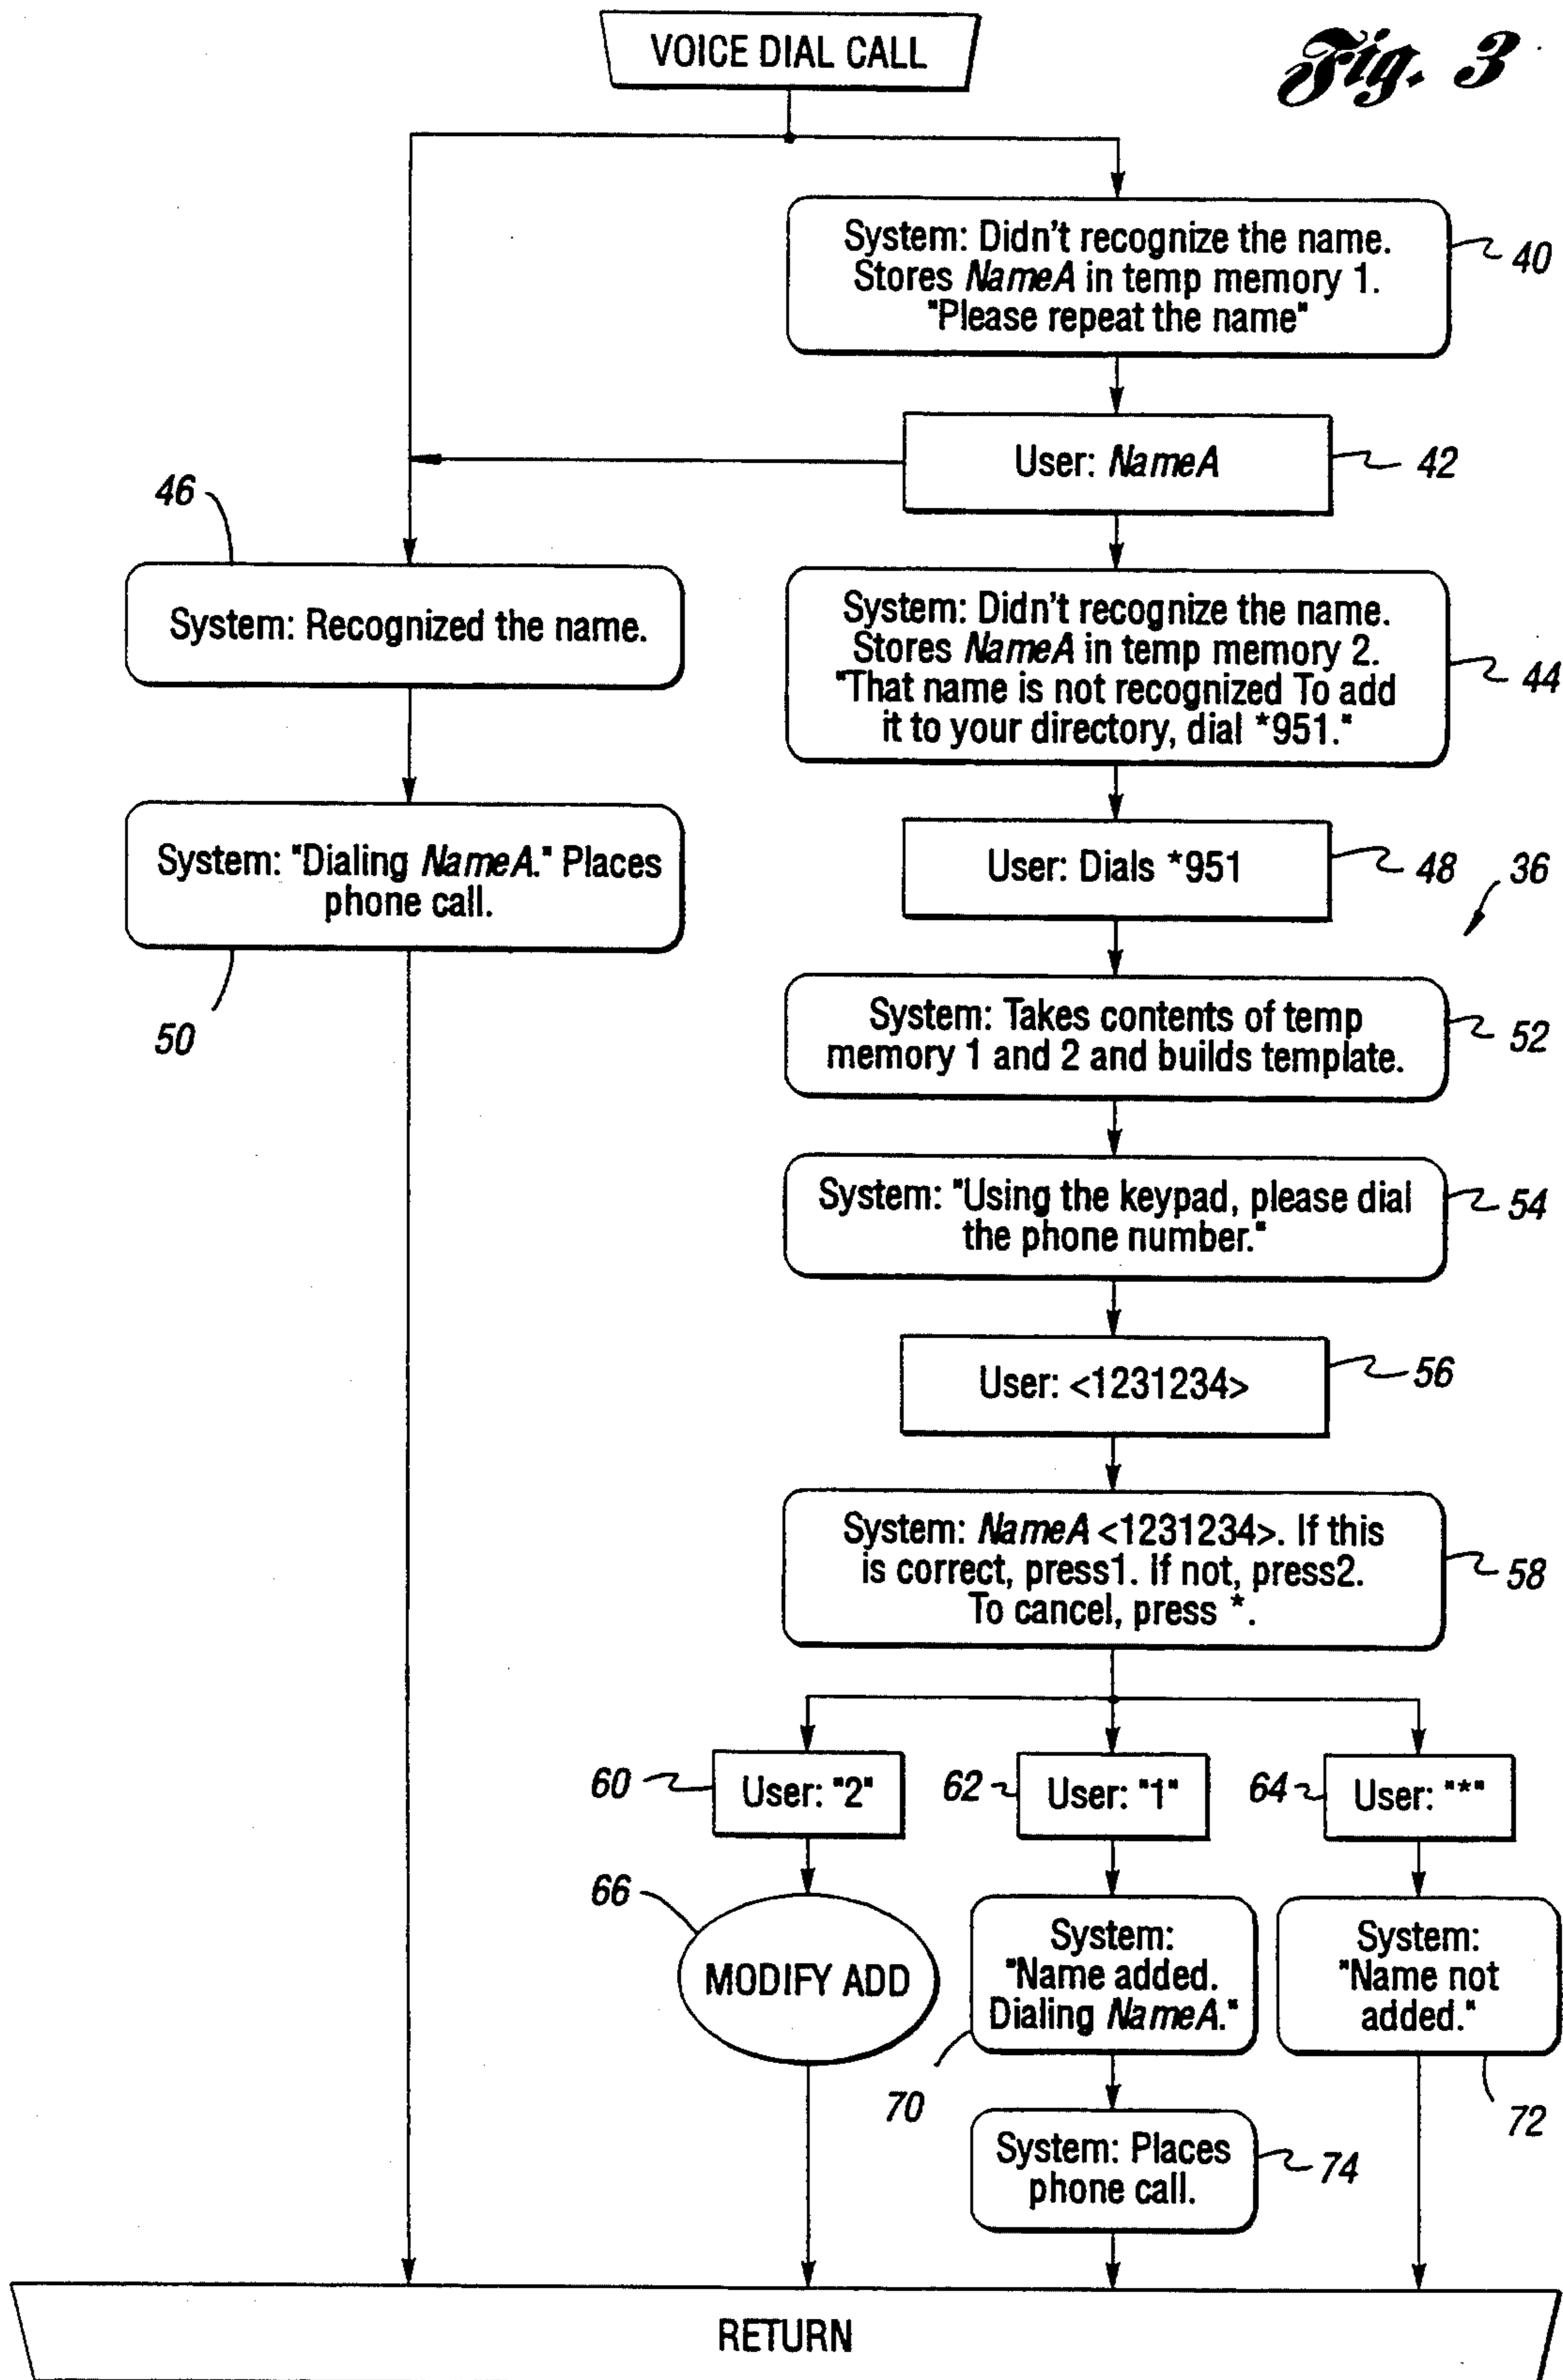 VOICE DIAL CALL
Fig. 3
System: Didn't recognize the name.
Stores NameA in temp memory 1.
"Please repeat the name"
40
User: NameA
42
46
System: Recognized the name.
System: Didn't recognize the name.
Stores NameA in temp memory 2.
"That name is not recognized To add
it to your directory, dial *951."
44
System: "Dialing NameA." Places
phone call.
50
User: Dials *951
48
36
System: Takes contents of temp
memory 1 and 2 and builds template.
52
System: "Using the keypad, please dial
the phone number."
54
User: <1231234>
56
System: NameA <1231234>. If this
is correct, press1. If not, press2.
To cancel, press *.
58
60
User: "2"
62
User: "1"
64
User: "*"
66
MODIFY ADD
System:
"Name added.
Dialing NameA."
70
System:
"Name not
added."
72
System: Places
phone call.
74
RETURN